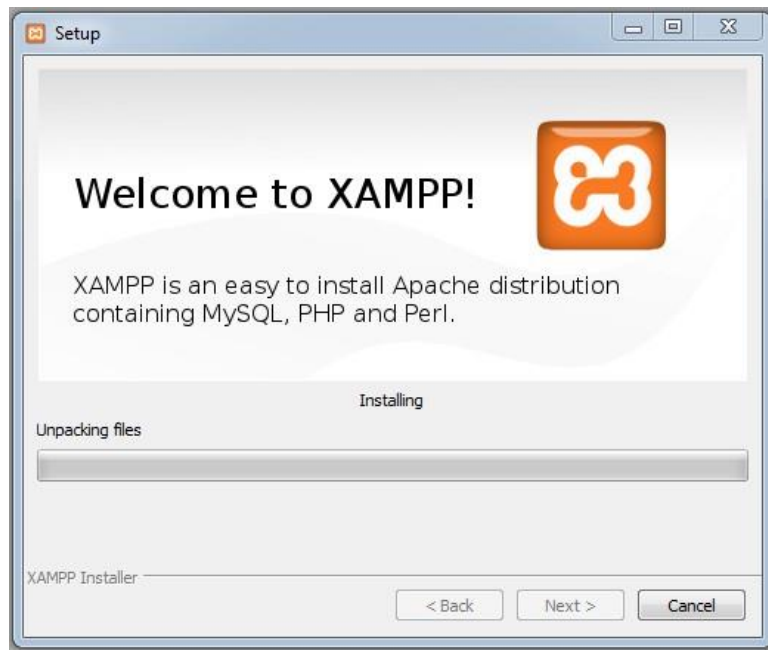 Setup
Welcome to XAMPP!
XAMPP is an easy to install Apache distribution
containing MySQL, PHP and Perl.
Installing
Unpacking files
XAMPP Installer
< Back
Next >
Cancel